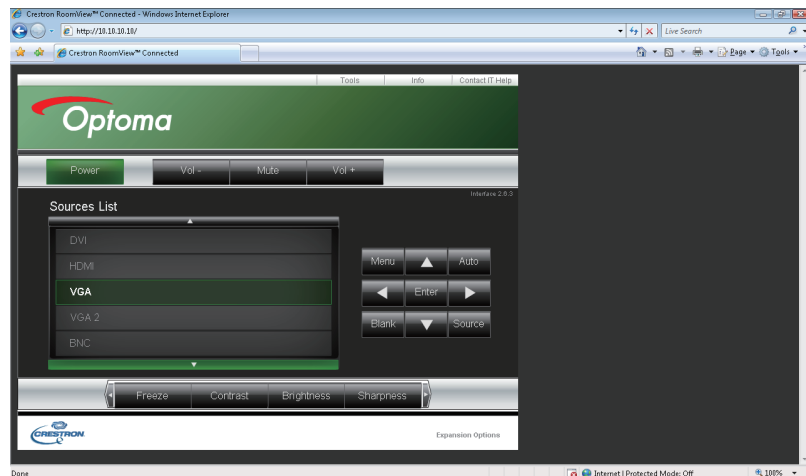 Crestron RoomView™ Connected - Windows Internet Explorer
http://10.10.10.10/
Live Search
Crestron RoomView™ Connected
Page
Tools
Tools Info Contact IT Help
Optoma
Power Vol - Mute Vol +
Interface 2.6.3
Sources List
DVI
HDMI
VGA
VGA 2
BNC
Menu Auto
Enter
Blank Source
Freeze Contrast Brightness Sharpness
CRESTRON
Expansion Options
Done
Internet | Protected Mode: Off
100%